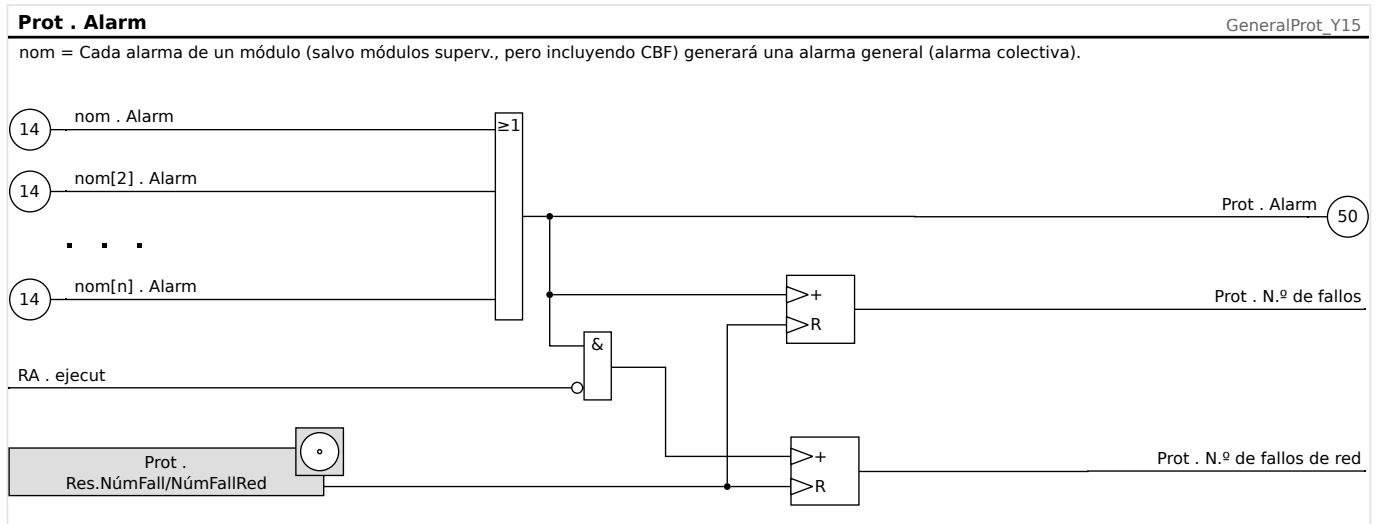 Prot . Alarm
GeneralProt_Y15
nom = Cada alarma de un módulo (salvo módulos superv., pero incluyendo CBF) generará una alarma general (alarma colectiva).
14
nom . Alarm
≥1
14
nom[2] . Alarm
Prot . Alarm
50
14
nom[n] . Alarm
+
Prot . N.º de fallos
R
&
RA . ejecut
Prot .
Res.NúmFall/NúmFallRed
+
Prot . N.º de fallos de red
R